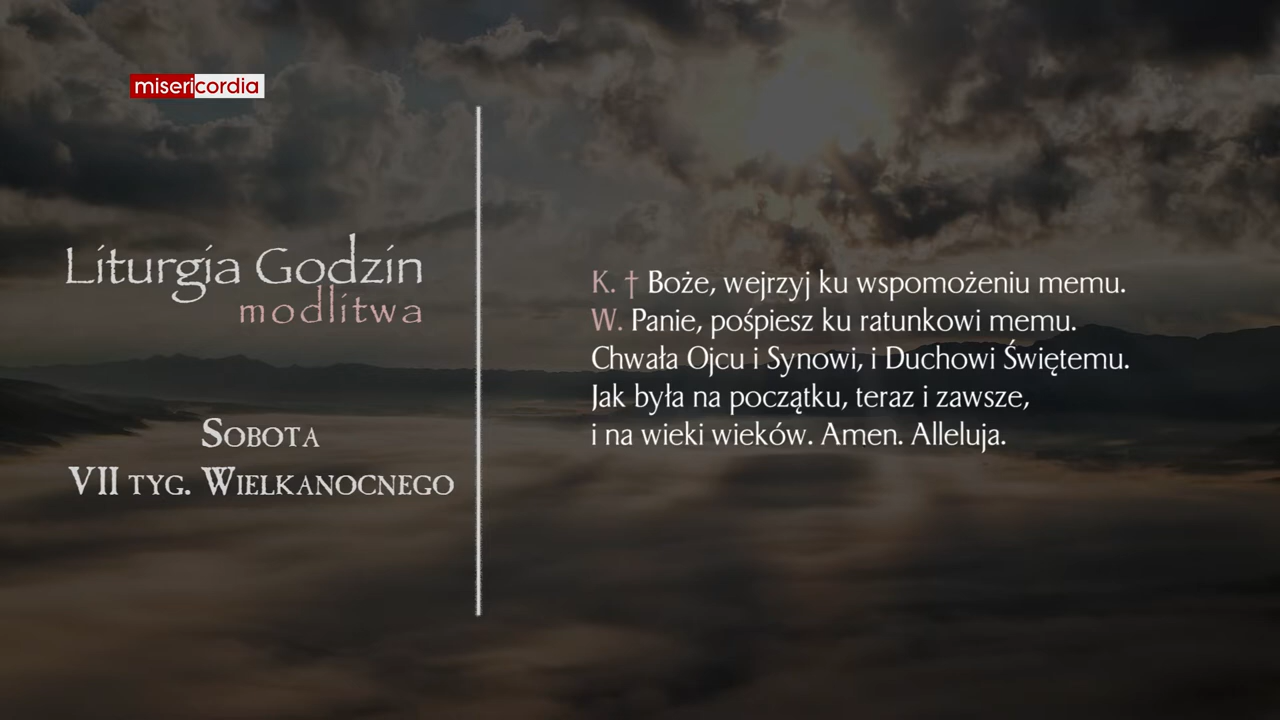 misericordia
Liturgia Godzin
modlitwa
Sobota
VII tyg. Wielkanocnego
K. † Boże, wejrzyj ku wspomożeniu memu.
W. Panie, pośpiesz ku ratunkowi memu.
Chwała Ojcu i Synowi, i Duchowi Świętemu.
Jak była na początku, teraz i zawsze,
i na wieki wieków. Amen. Alleluja.